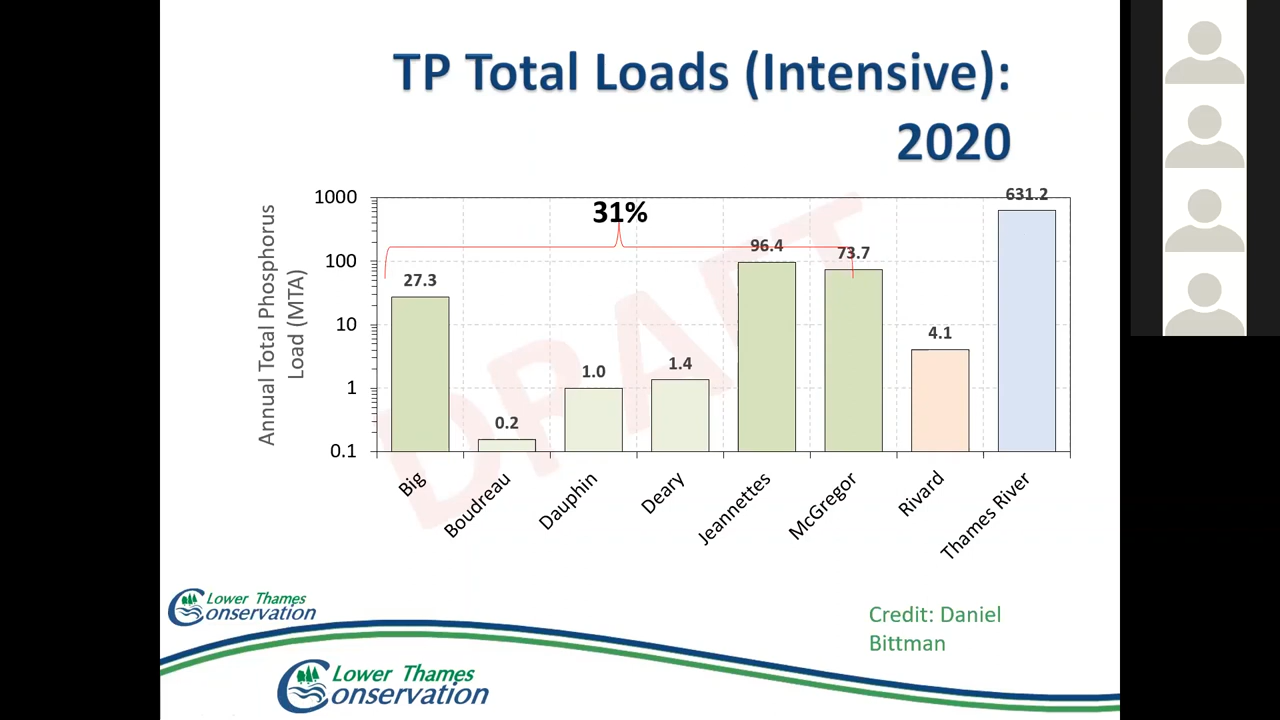 TP Total Loads (Intensive):
2020
Annual Total Phosphorus
Load (MTA)
1000
100
10
1
0.1
31%
27.3
0.2
1.0
1.4
96.4
73.7
4.1
631.2
DRAFT
Big
Boudreau
Dauphin
Deary
Jeannettes
McGregor
Rivard
Thames River
Lower Thames
Conservation
Credit: Daniel
Bittman
Lower Thames
Conservation